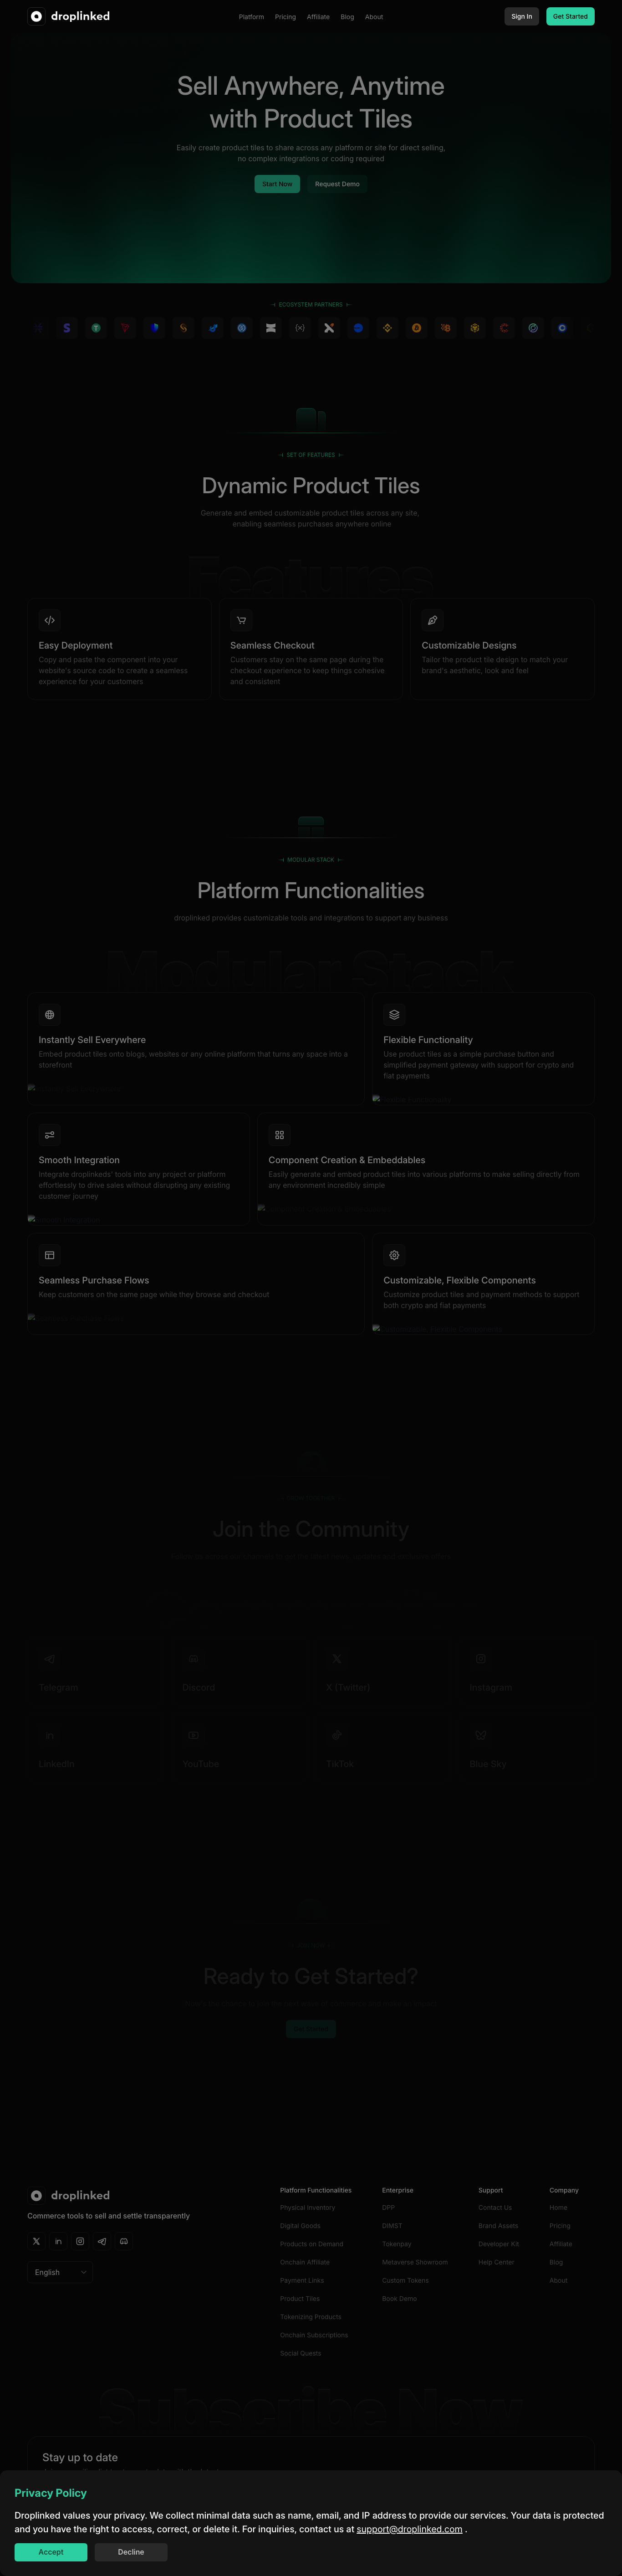 droplinked
Platform
Pricing
Affiliate
Blog
About
Sign In
Get Started
Sell Anywhere, Anytime
with Product Tiles
Easily create product tiles to share across any platform or site for direct selling,
no complex integrations or coding required
Start Now
Request Demo
ECOSYSTEM PARTNERS
SET OF FEATURES
Dynamic Product Tiles
Generate and embed customizable product tiles across any site,
enabling seamless purchases anywhere online
Features
Easy Deployment
Copy and paste the component into your
website's source code to create a seamless
experience for your customers
Seamless Checkout
Customers stay on the same page during the
checkout experience to keep things cohesive
and consistent
Customizable Designs
Tailor the product tile design to match your
brand's aesthetic, look and feel
MODULAR STACK
Platform Functionalities
droplinked provides customizable tools and integrations to support any business
Modular Stack
Instantly Sell Everywhere
Embed product tiles onto blogs, websites or any online platform that turns any space into a
storefront
Flexible Functionality
Use product tiles as a simple purchase button and
simplified payment gateway with support for crypto and
fiat payments
Smooth Integration
Integrate droplinkeds' tools into any project or platform
effortlessly to drive sales without disrupting any existing
customer journey
Component Creation & Embeddables
Easily generate and embed product tiles into various platforms to make selling directly from
any environment incredibly simple
Seamless Purchase Flows
Keep customers on the same page while they browse and checkout
Customizable, Flexible Components
Customize product tiles and payment methods to support
both crypto and fiat payments
Join the Community
Telegram
Discord
X (Twitter)
Instagram
LinkedIn
YouTube
TikTok
Blue Sky
Ready to Get Started?
droplinked
Commerce tools to sell and settle transparently
English
Platform Functionalities
Physical Inventory
Digital Goods
Products on Demand
Onchain Affiliate
Payment Links
Product Tiles
Tokenizing Products
Onchain Subscriptions
Social Quests
Enterprise
DPP
DIMST
Tokenpay
Metaverse Showroom
Custom Tokens
Book Demo
Support
Contact Us
Brand Assets
Developer Kit
Help Center
Company
Home
Pricing
Affiliate
Blog
About
Subscribe Now
Stay up to date
Privacy Policy
Droplinked values your privacy. We collect minimal data such as name, email, and IP address to provide our services. Your data is protected
and you have the right to access, correct, or delete it. For inquiries, contact us at support@droplinked.com .
Accept
Decline